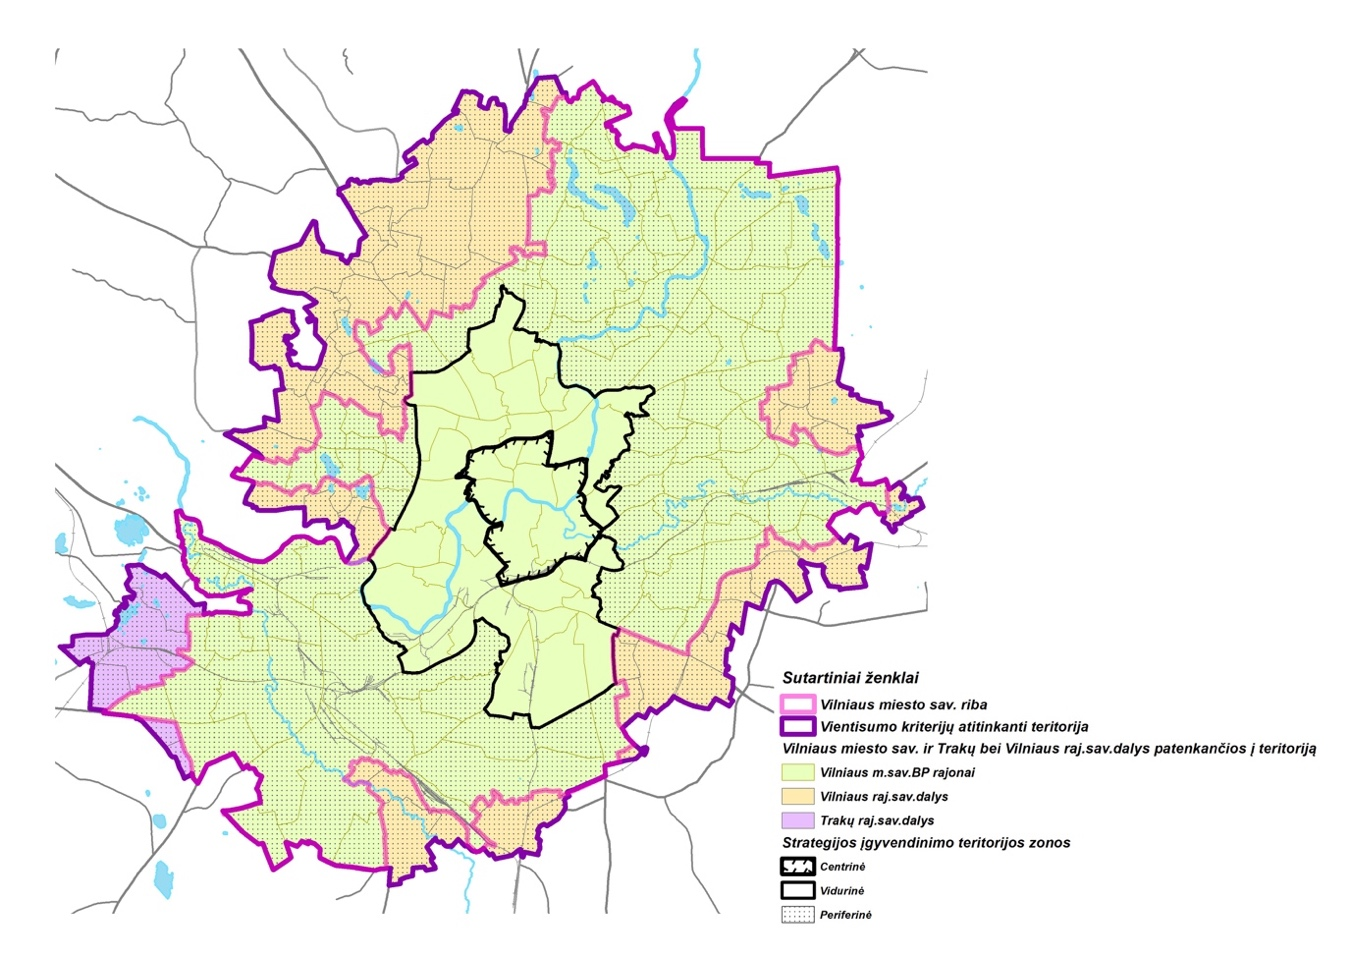 Sutartiniai ženklai
Vilniaus miesto sav. riba
Vientisumo kriterijų atitinkanti teritorija
Vilniaus miesto sav. ir Trakų bei Vilniaus raj.sav.dalys patenkančios į teritoriją
Vilniaus m.sav.BP rajonai
Vilniaus raj.sav.dalys
Trakų raj.sav.dalys
Strategijos įgyvendinimo teritorijos zonos
Centrinė
Vidurinė
Periferinė